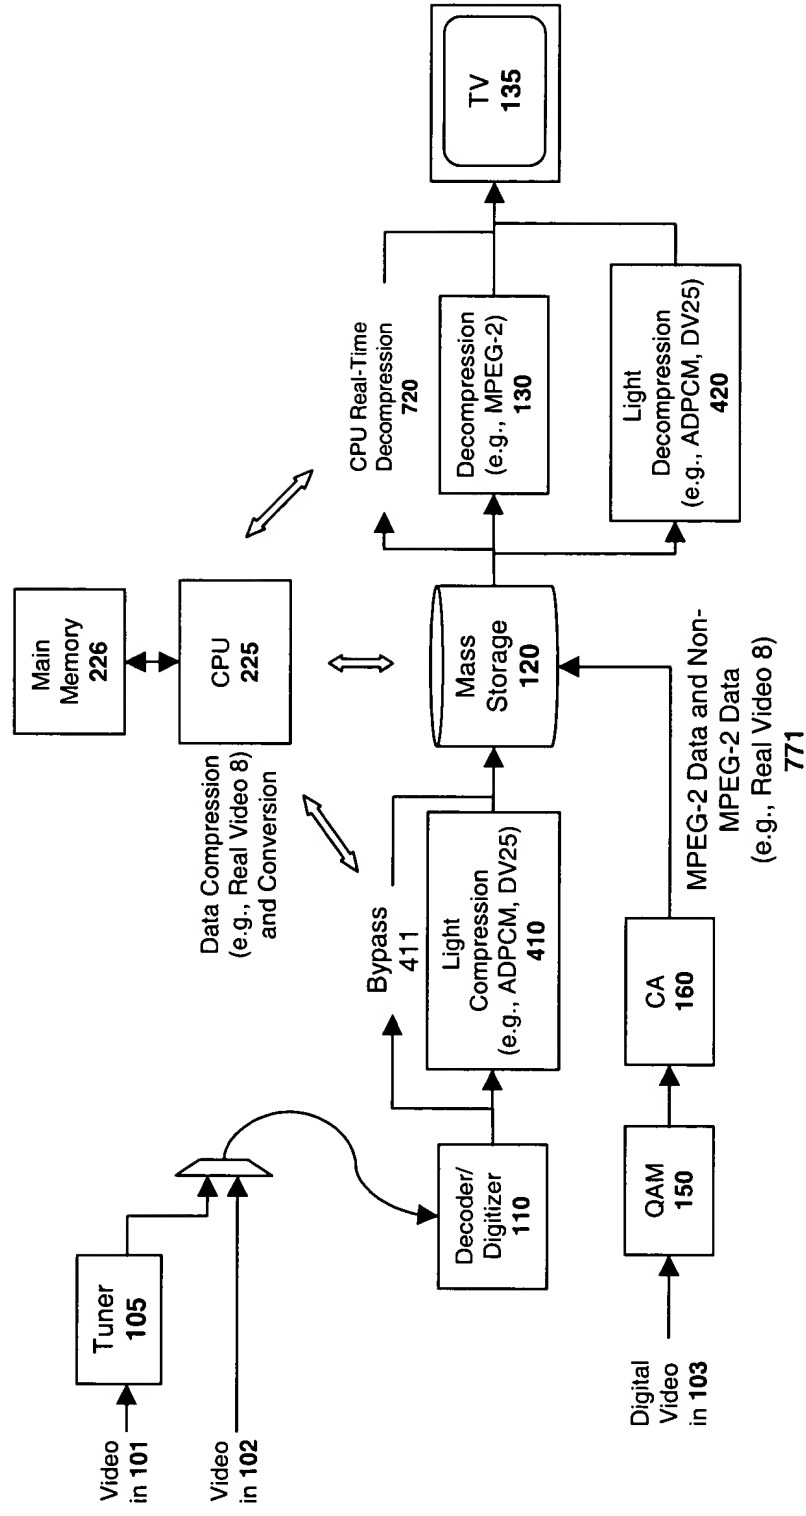 Video
in 101
Tuner
105
Video
in 102
Main
Memory
226
CPU
225
Data Compression
(e.g., Real Video 8)
and Conversion
Decoder/
Digitizer
110
Bypass
411
Light
Compression
(e.g., ADPCM, DV25)
410
Mass
Storage
120
CPU Real-Time
Decompression
720
Decompression
(e.g., MPEG-2)
130
Light
Decompression
(e.g., ADPCM, DV25)
420
TV
135
Digital
Video
in 103
QAM
150
CA
160
MPEG-2 Data and Non-
MPEG-2 Data
(e.g., Real Video 8)
771